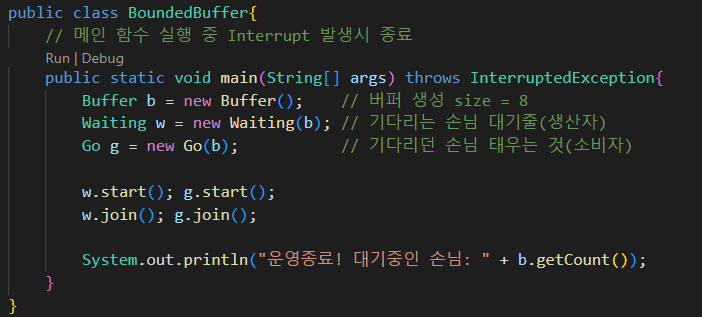 public class BoundedBuffer{
// 메인 함수 실행 중 Interrupt 발생시 종료
Run | Debug
public static void main(String[] args) throws InterruptedException{
Buffer b = new Buffer(); // 버퍼 생성 size = 8
Waiting w = new Waiting(b); // 기다리는 손님 대기줄(생산자)
Go g = new Go(b); // 기다리던 손님 태우는 것(소비자)
w.start(); g.start();
w.join(); g.join();
System.out.println("운영종료! 대기중인 손님: " + b.getCount());
}
}